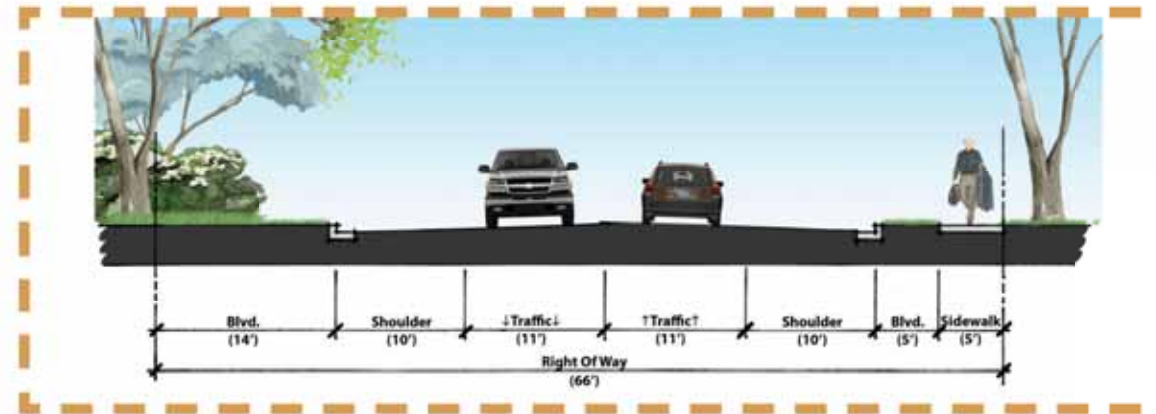 Blvd.
(14')
Shoulder
(10')
↓Traffic↓
(11')
↑Traffic↑
(11')
Shoulder
(10')
Blvd.
(5')
Sidewalk
(5')
Right Of Way
(66')